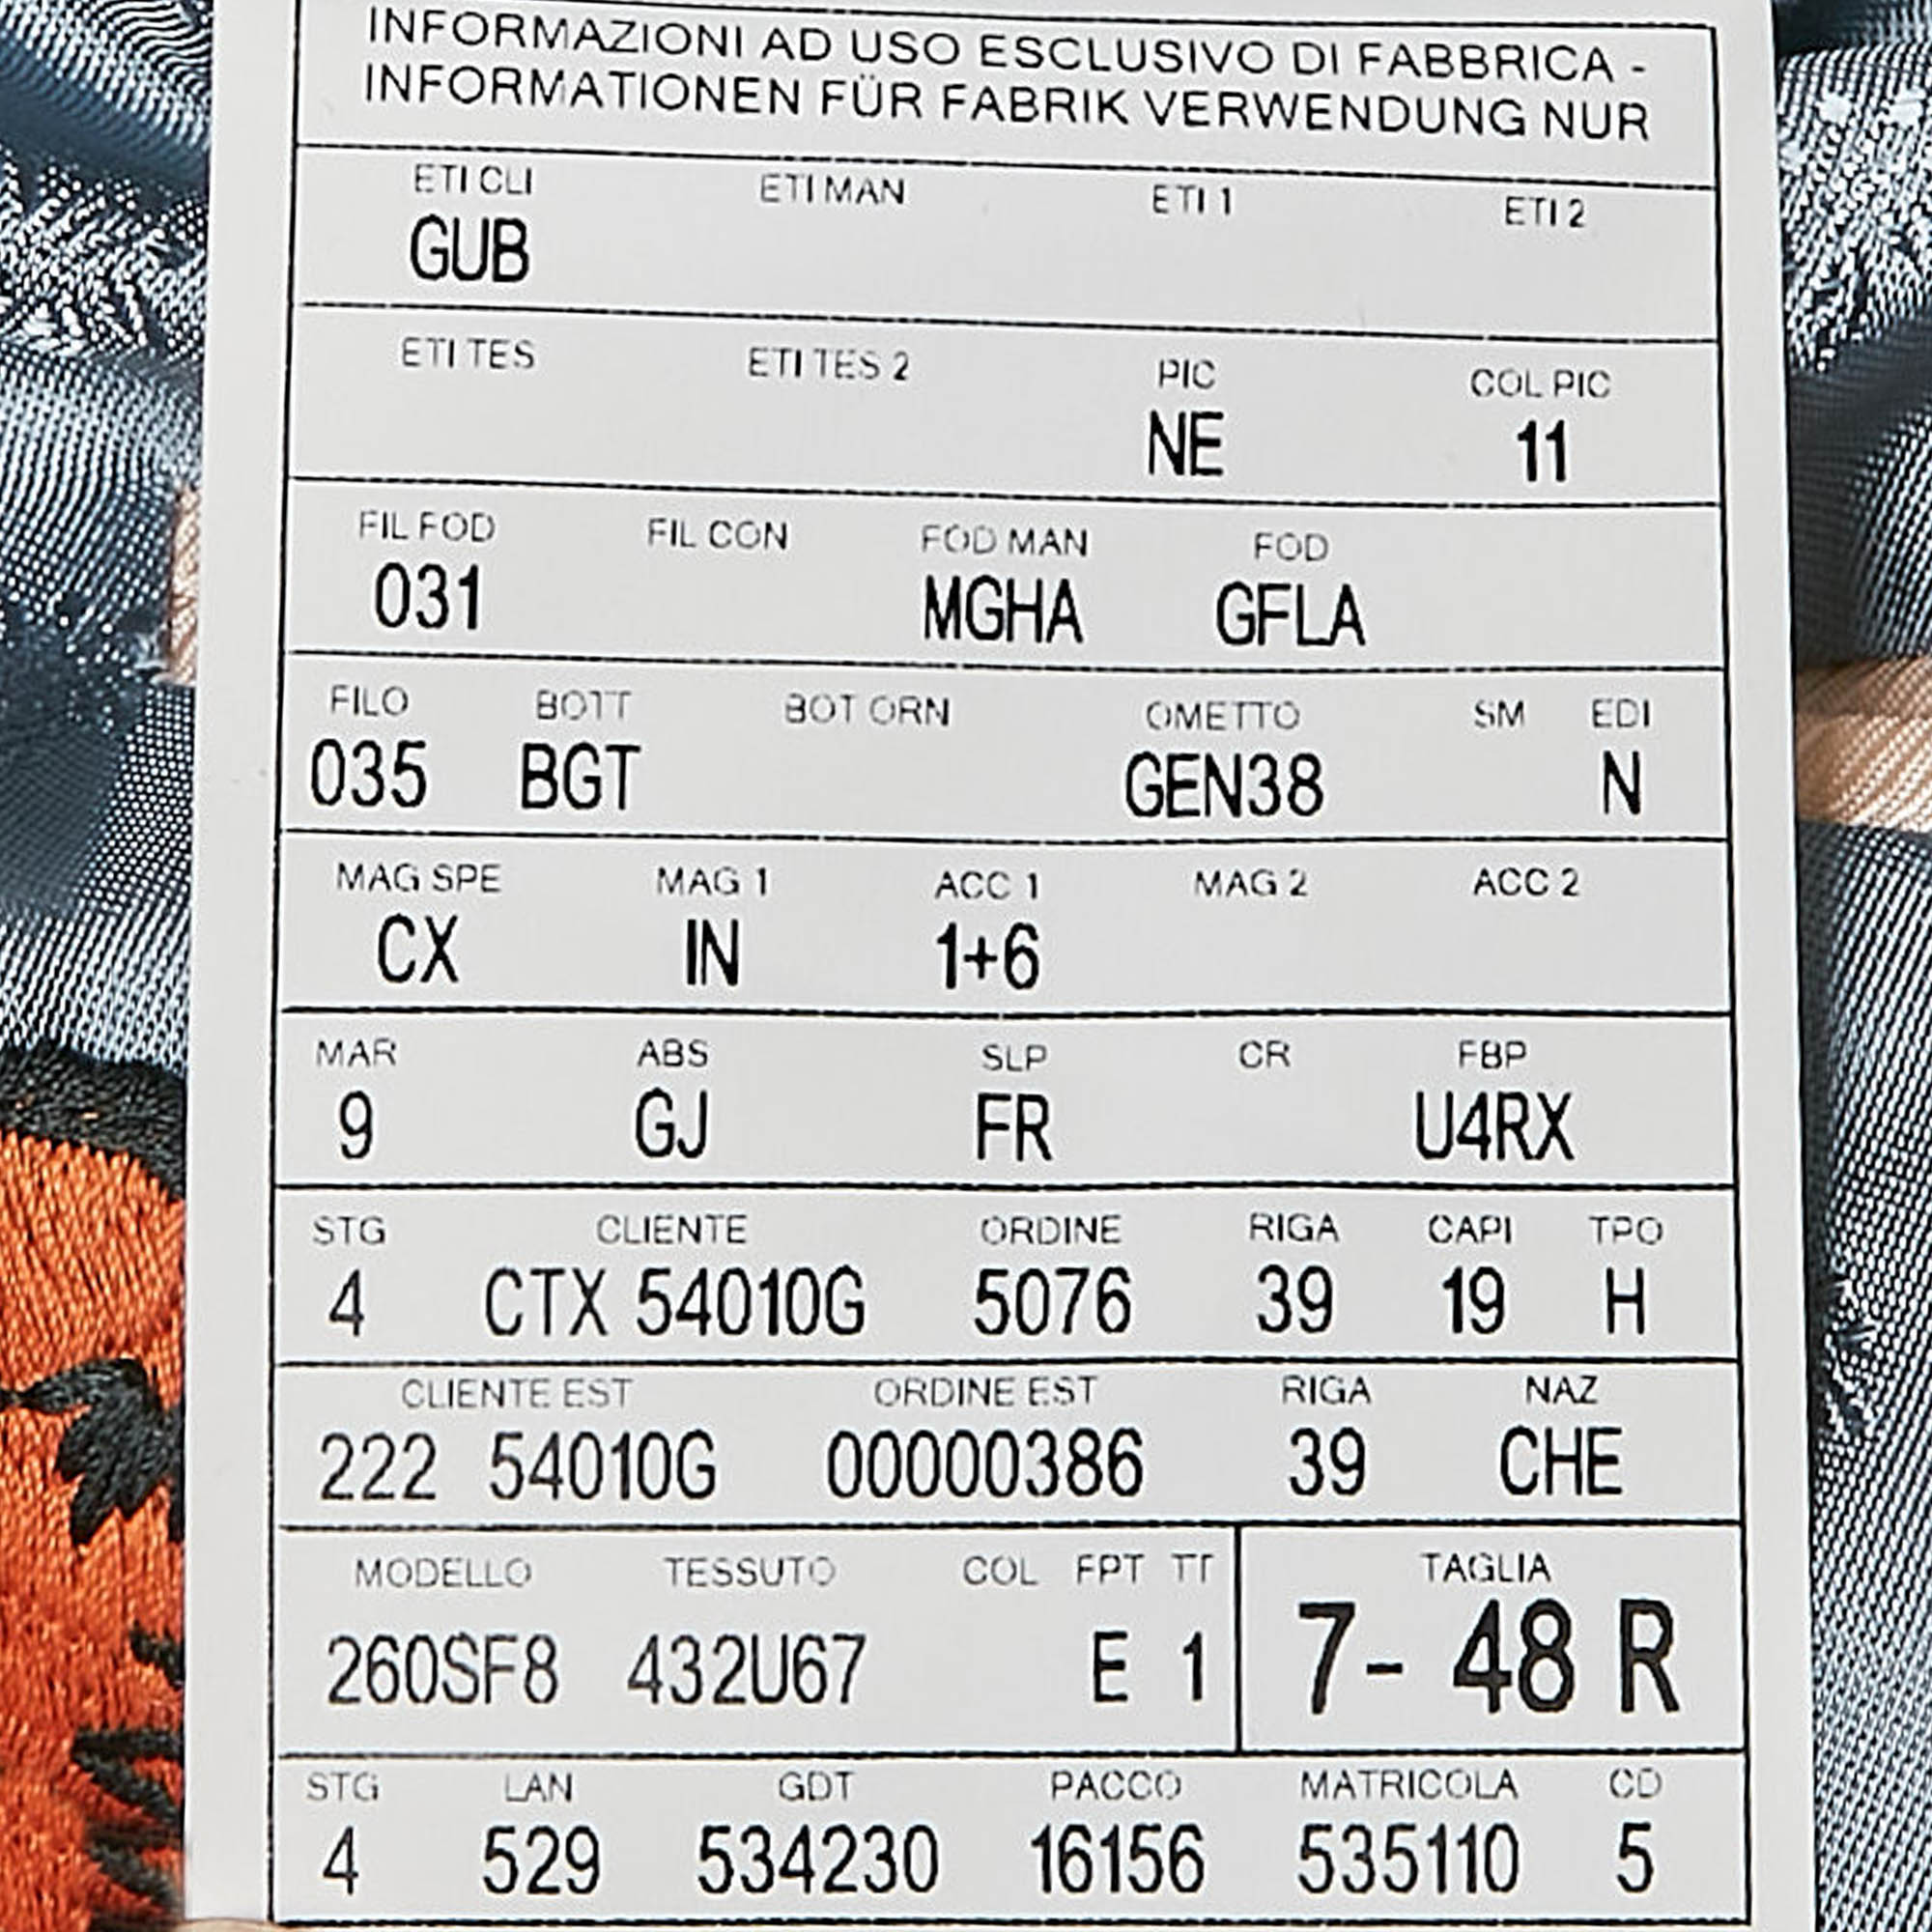 INFORMAZIONI AD USO ESCLUSIVO DI FABBRICA -
INFORMATIONEN FÜR FABRIK VERWENDUNG NUR
ETI CLI ETI MAN ETI 1 ETI 2
GUB
ETI TES ETI TES 2 PIC COL PIC
NE 11
FIL FOD FIL CON FOD MAN FOD
031 MGHA GFLA
FILO BOTT BOT ORN OMETTO SM EDI
035 BGT GEN38 N
MAG SPE MAG 1 ACC 1 MAG 2 ACC 2
CX IN 1+6
MAR ABS SLP CR FBP
9 GJ FR U4RX
STG CLIENTE ORDINE RIGA CAPI TPO
4 CTX 54010G 5076 39 19 H
CLIENTE EST ORDINE EST RIGA NAZ
222 54010G 00000386 39 CHE
MODELLO TESSUTO COL FPT TT TAGLIA
260SF8 432U67 E 1 7- 48 R
STG LAN GDT PACCO MATRICOLA CD
4 529 534230 16156 535110 5